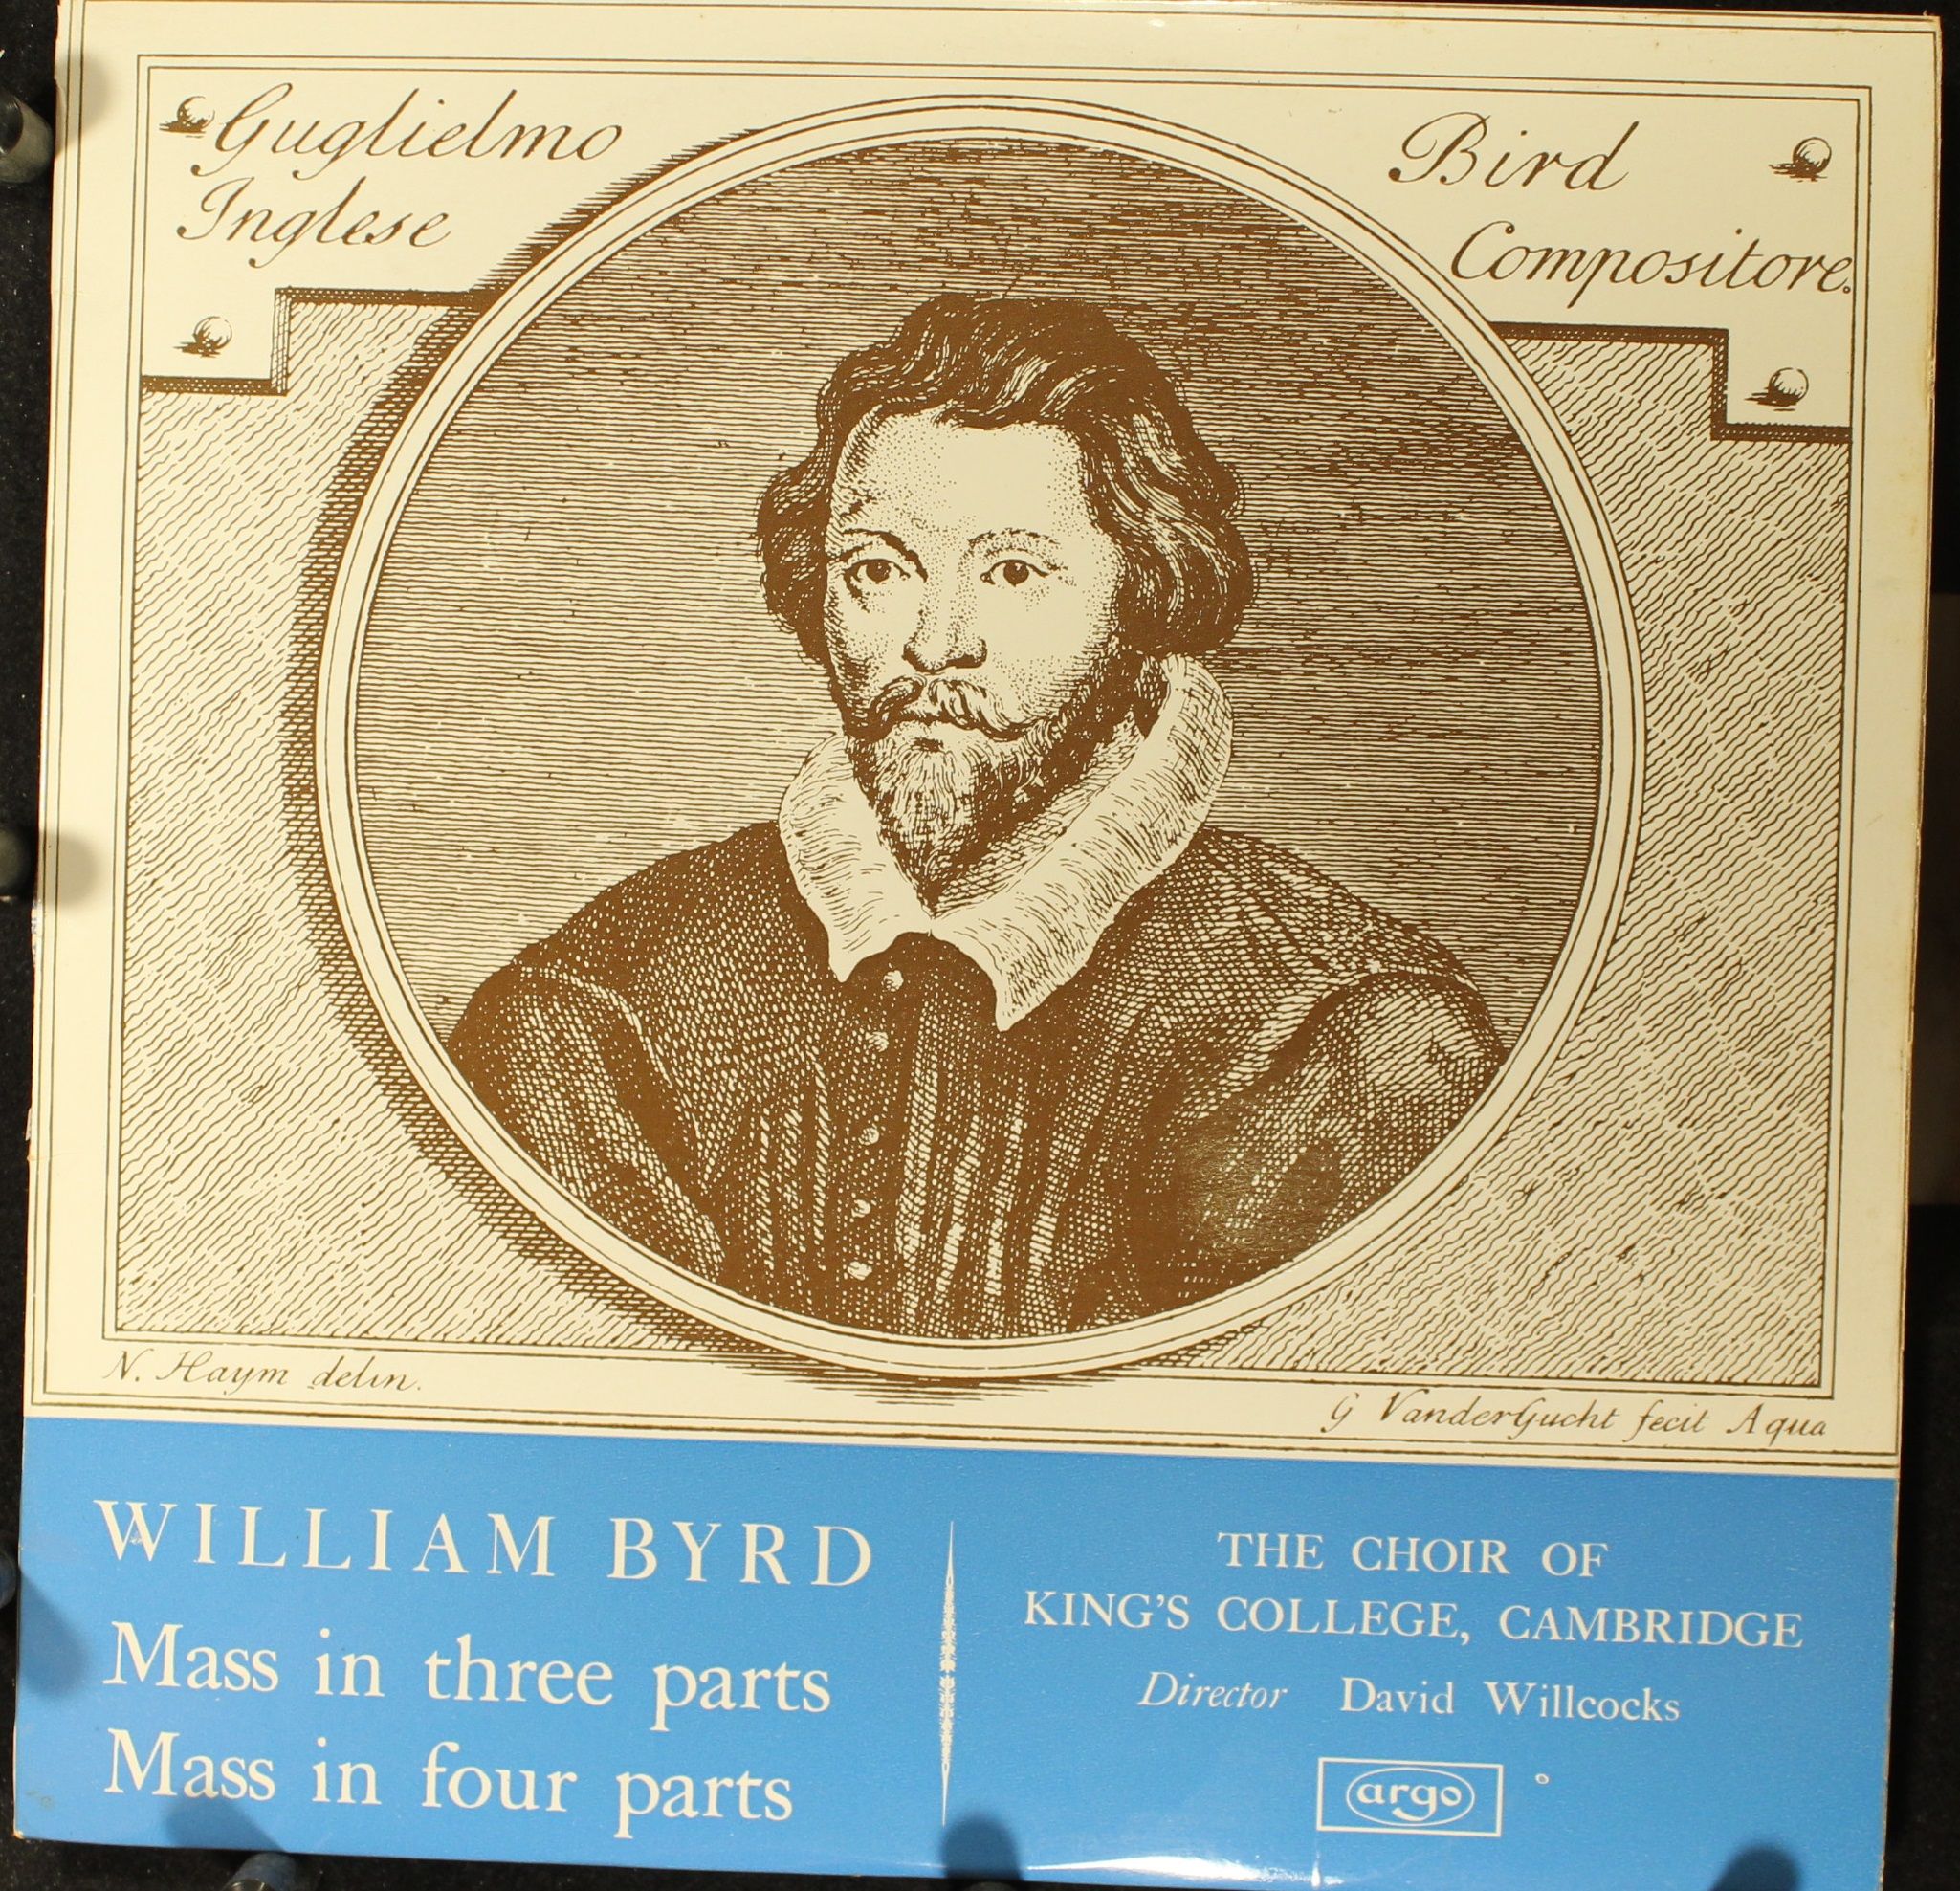 Guglielmo
Inglese
Bird
Compositore.
N. Haym delin.
G VanderGucht fecit Aqua
WILLIAM BYRD
Mass in three parts
Mass in four parts
THE CHOIR OF
KING'S COLLEGE, CAMBRIDGE
Director David Willcocks
argo